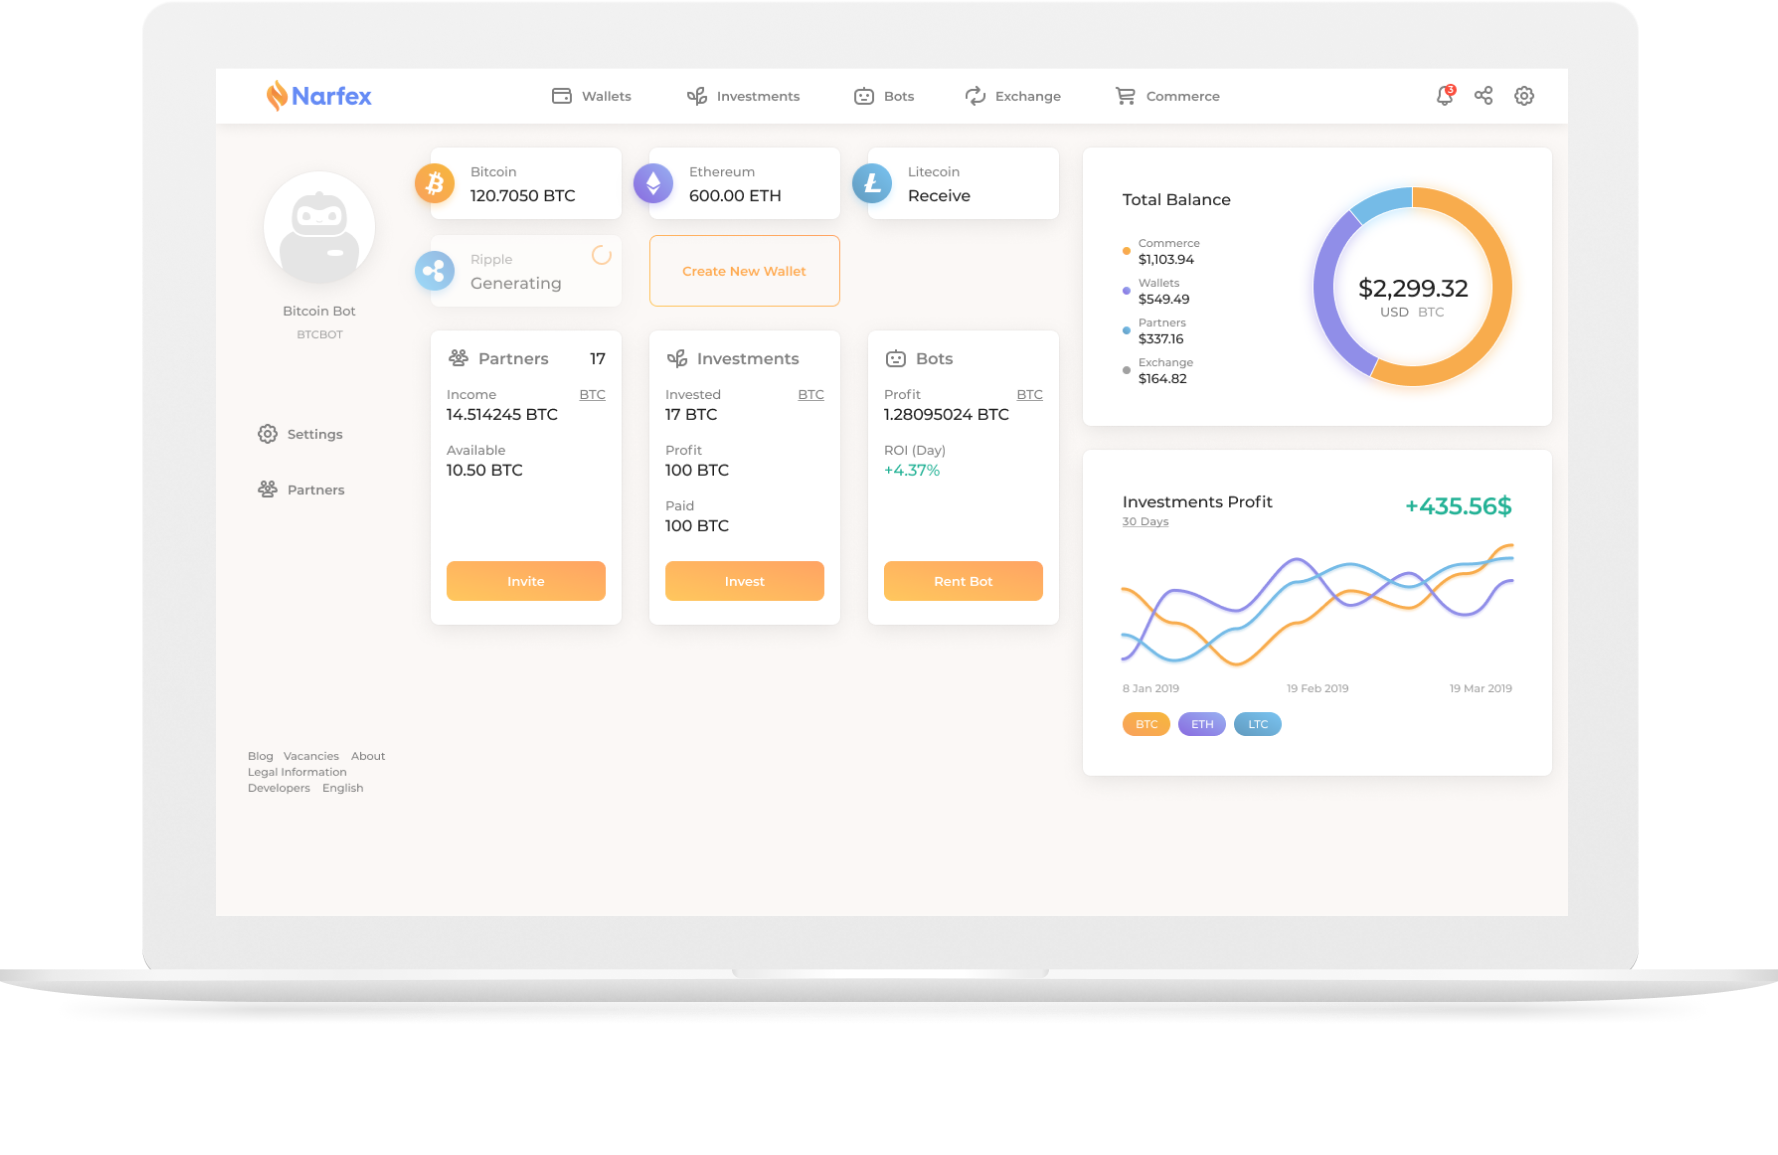 Narfex
Wallets
Investments
Bots
Exchange
Commerce
3
Bitcoin Bot
BTCBOT
Settings
Partners
Blog Vacancies About
Legal Information
Developers English
Bitcoin
120.7050 BTC
Ethereum
600.00 ETH
Litecoin
Receive
Ripple
Generating
Create New Wallet
Partners 17
Income BTC
14.514245 BTC
Available
10.50 BTC
Invite
Investments
Invested BTC
17 BTC
Profit
100 BTC
Paid
100 BTC
Invest
Bots
Profit BTC
1.28095024 BTC
ROI (Day)
+4.37%
Rent Bot
Total Balance
Commerce
$1,103.94
Wallets
$549.49
Partners
$337.16
Exchange
$164.82
$2,299.32
USD BTC
Investments Profit
+435.56$
30 Days
8 Jan 2019
19 Feb 2019
19 Mar 2019
BTC
ETH
LTC